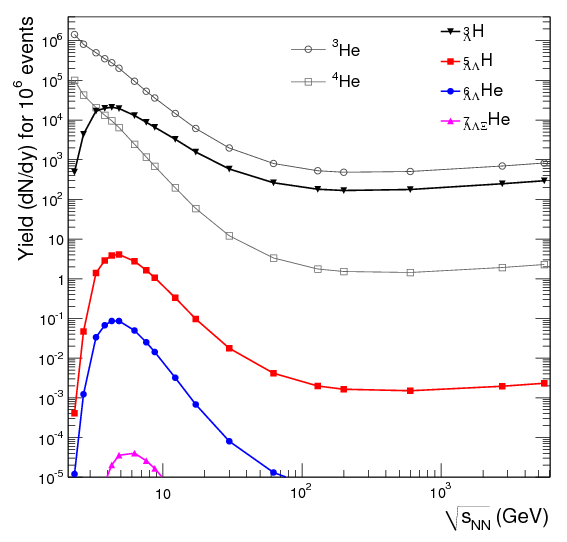 Yield (dN/dy) for 10⁶ events
10⁶
10⁵
10⁴
10³
10²
10
1
10⁻¹
10⁻²
10⁻³
10⁻⁴
10⁻⁵
³He
⁴He
³ΛH
⁵ΛΛH
⁶ΛΛHe
⁷ΛΛΞHe
10
10²
10³
√sNN (GeV)